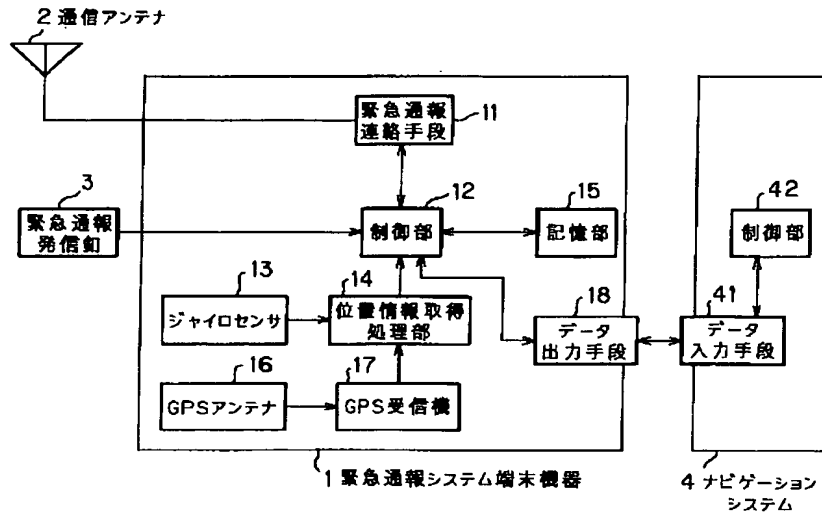 2 通信アンテナ
緊急通報
連絡手段
11
3
緊急通報
発信釦
12
制御部
15
記憶部
42
制御部
13
ジャイロセンサ
14
位置情報取得
処理部
18
データ
出力手段
41
データ
入力手段
16
GPSアンテナ
17
GPS受信機
1 緊急通報システム端末機器
4 ナビゲーション
システム